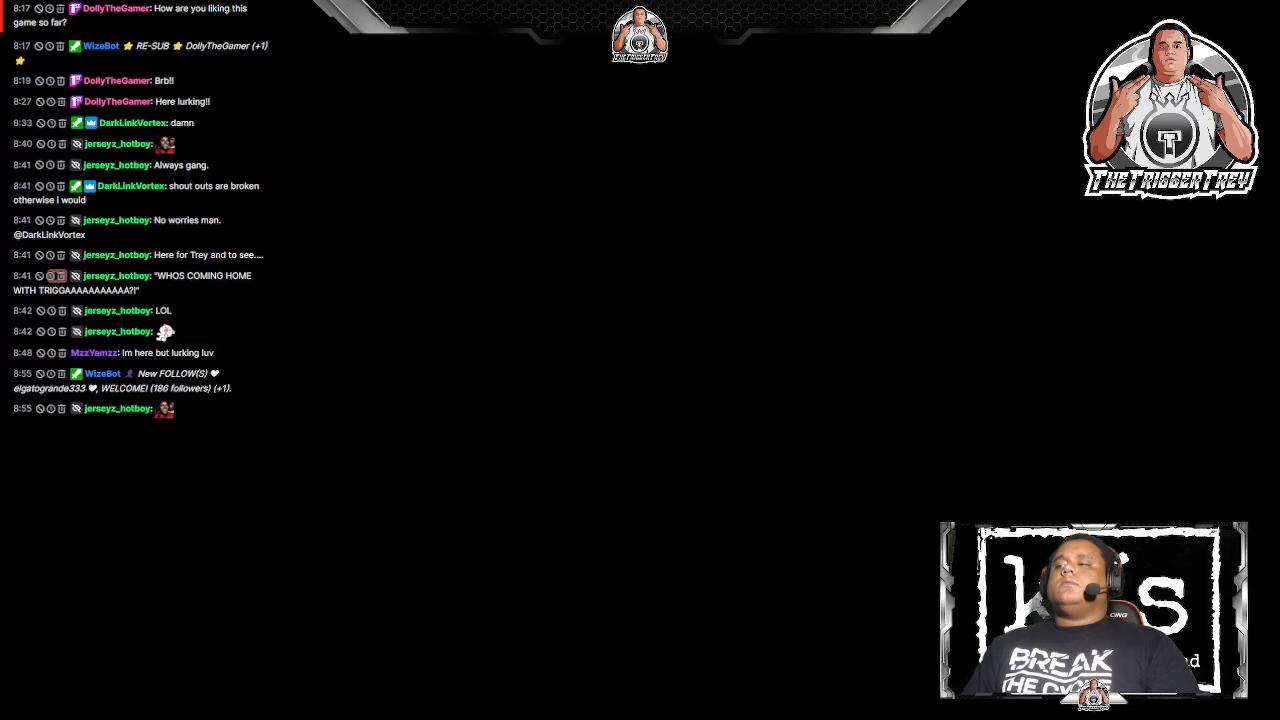 8:17 DollyTheGamer: How are you liking this
game so far?
8:17 WizeBot RE-SUB DollyTheGamer (+1)
8:19 DollyTheGamer: Brb!!
8:27 DollyTheGamer: Here lurking!!
8:33 DarkLinkVortex: damn
8:40 jerseyz_hotboy:
8:41 jerseyz_hotboy: Always gang.
8:41 DarkLinkVortex: shout outs are broken
otherwise i would
8:41 jerseyz_hotboy: No worries man.
@DarkLinkVortex
8:41 jerseyz_hotboy: Here for Trey and to see....
8:41 jerseyz_hotboy: "WHOS COMING HOME
WITH TRIGGAAAAAAAAAAA?!"
8:42 jerseyz_hotboy: LOL
8:42 jerseyz_hotboy:
8:48 MzzYamzz: Im here but lurking luv
8:55 WizeBot New FOLLOW(S)
elgatogrande333 , WELCOME! (186 followers) (+1).
8:55 jerseyz_hotboy:
THETRIGGERTREY
T
THETRIGGERTREY
BREAK
THE